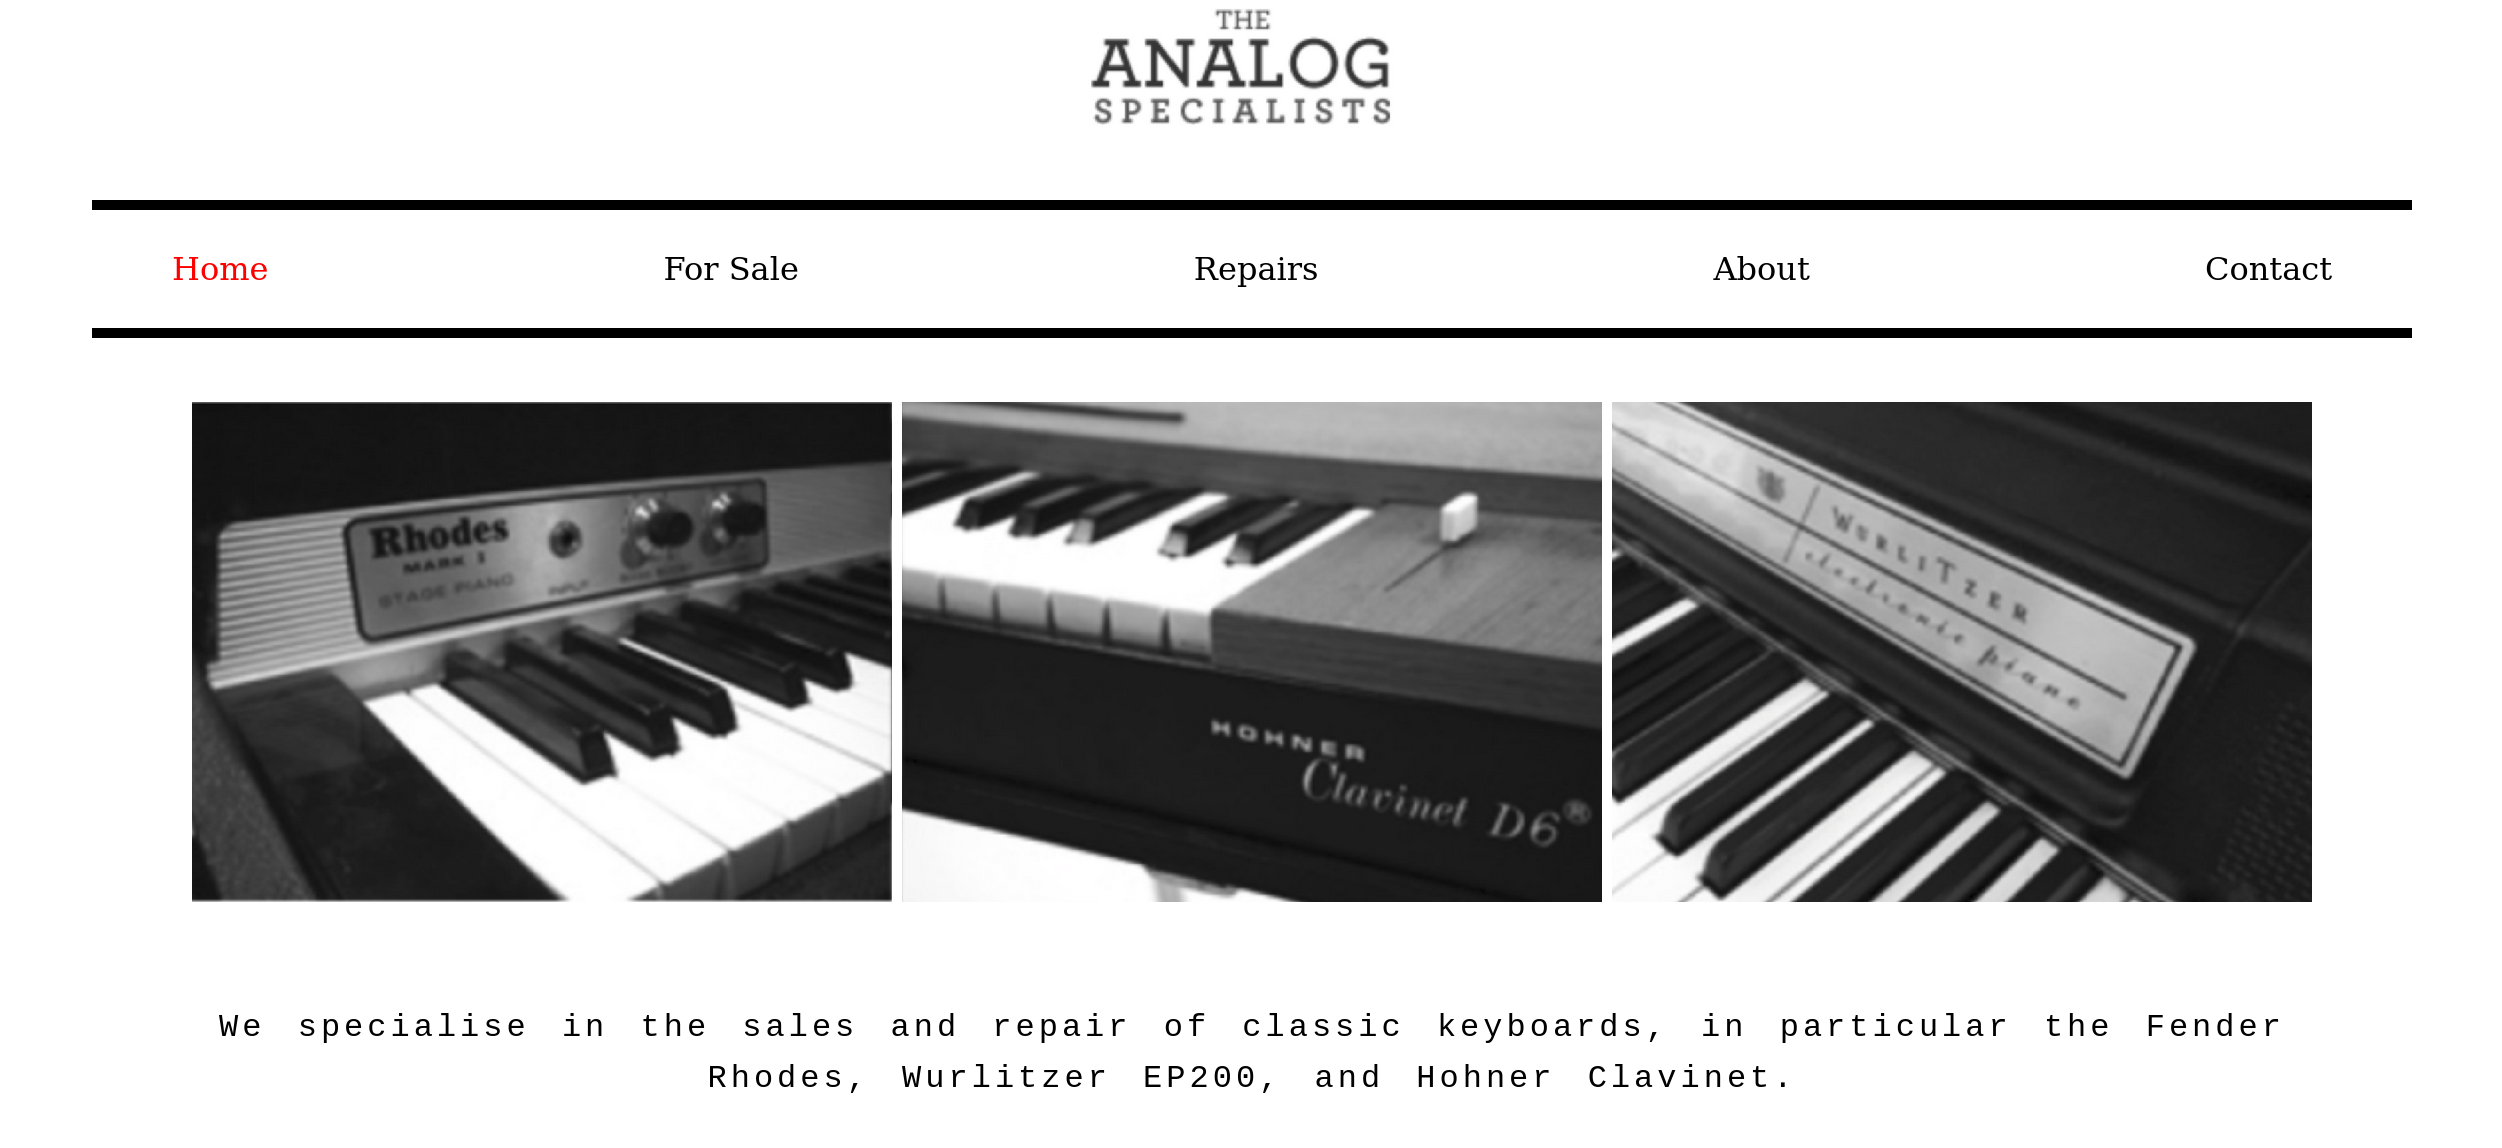 THE
ANALOG
SPECIALISTS
Home For Sale Repairs About Contact
Rhodes
MARK I
STAGE PIANO
INPUT
HOHNER
Clavinet D6®
WURLITZER
electronic piano
We specialise in the sales and repair of classic keyboards, in particular the Fender
Rhodes, Wurlitzer EP200, and Hohner Clavinet.